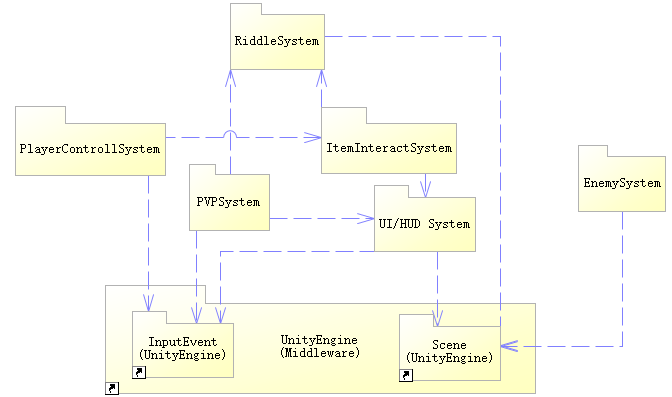 RiddleSystem
PlayerControllSystem
ItemInteractSystem
EnemySystem
PVPSystem
UI/HUD System
InputEvent
(UnityEngine)
UnityEngine
(Middleware)
Scene
(UnityEngine)